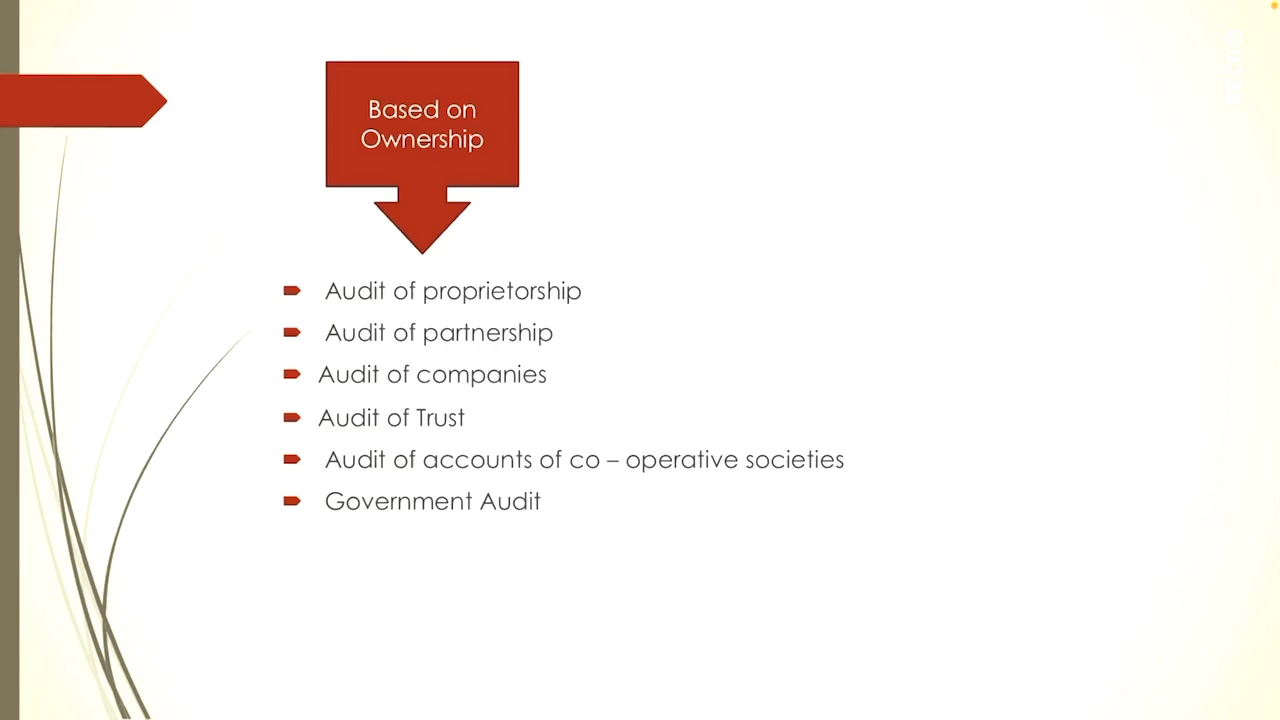 Based on
Ownership
Audit of proprietorship
Audit of partnership
Audit of companies
Audit of Trust
Audit of accounts of co – operative societies
Government Audit